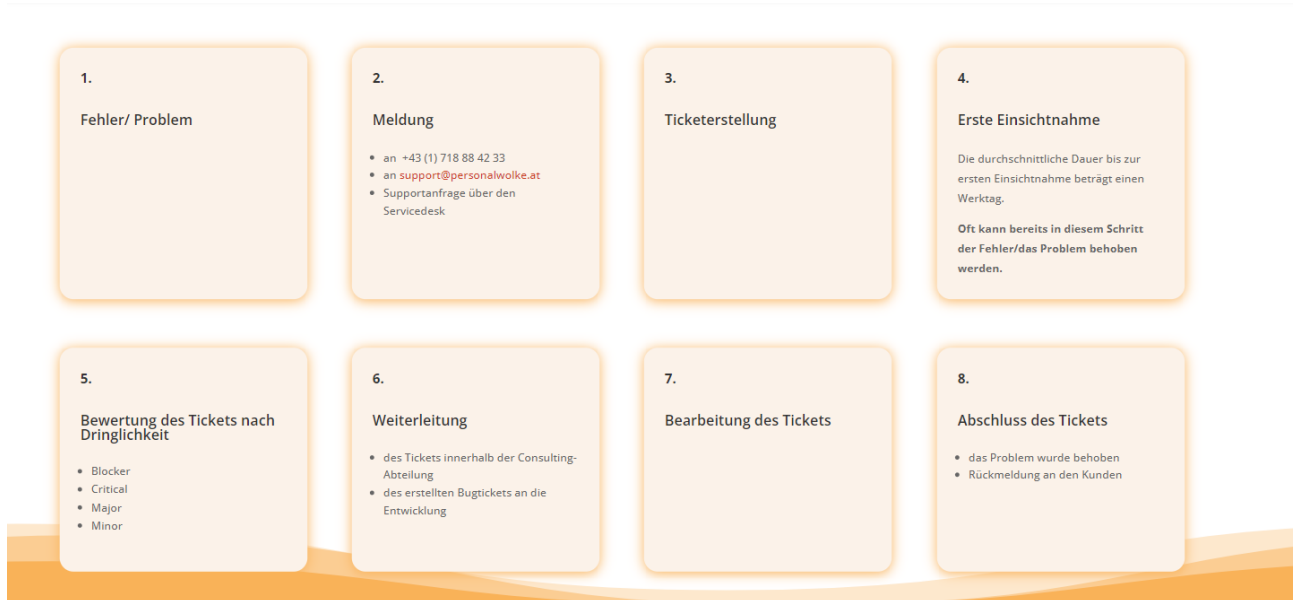 1.
Fehler/ Problem
2.
Meldung
an  +43 (1) 718 88 42 33
an support@personalwolke.at
Supportanfrage über den
Servicedesk
3.
Ticketerstellung
4.
Erste Einsichtnahme
Die durchschnittliche Dauer bis zur
ersten Einsichtnahme beträgt einen
Werktag.
Oft kann bereits in diesem Schritt
der Fehler/das Problem behoben
werden.
5.
Bewertung des Tickets nach
Dringlichkeit
Blocker
Critical
Major
Minor
6.
Weiterleitung
des Tickets innerhalb der Consulting-
Abteilung
des erstellten Bugtickets an die
Entwicklung
7.
Bearbeitung des Tickets
8.
Abschluss des Tickets
das Problem wurde behoben
Rückmeldung an den Kunden